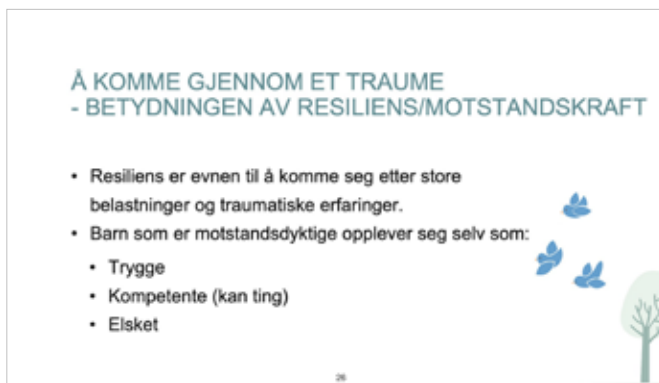 Å KOMME GJENNOM ET TRAUME
- BETYDNINGEN AV RESILIENS/MOTSTANDSKRAFT
• Resiliens er evnen til å komme seg etter store
belastninger og traumatiske erfaringer.
• Barn som er motstandsdyktige opplever seg selv som:
• Trygge
• Kompetente (kan ting)
• Elsket
26